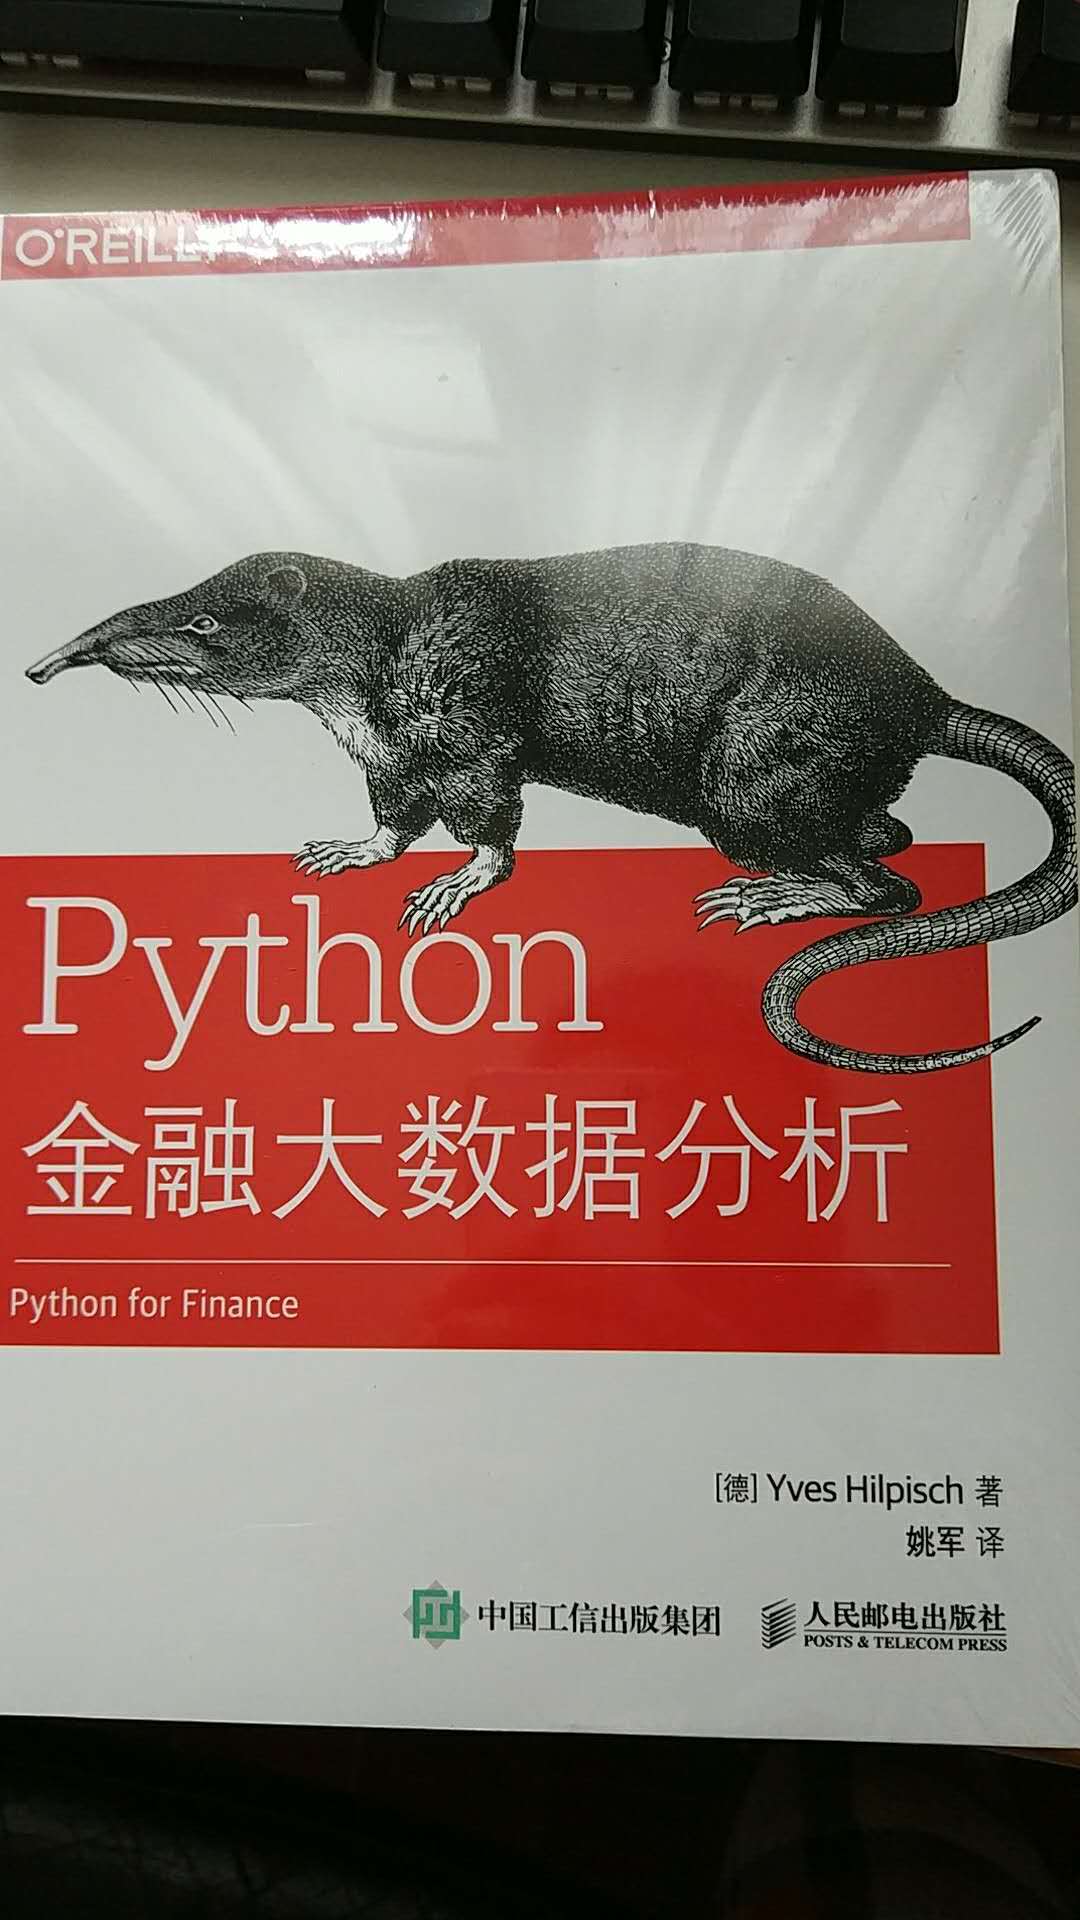 O'REILLY
Python
金融大数据分析
Python for Finance
[德] Yves Hilpisch 著
姚军 译
中国工信出版集团
人民邮电出版社
POSTS & TELECOM PRESS